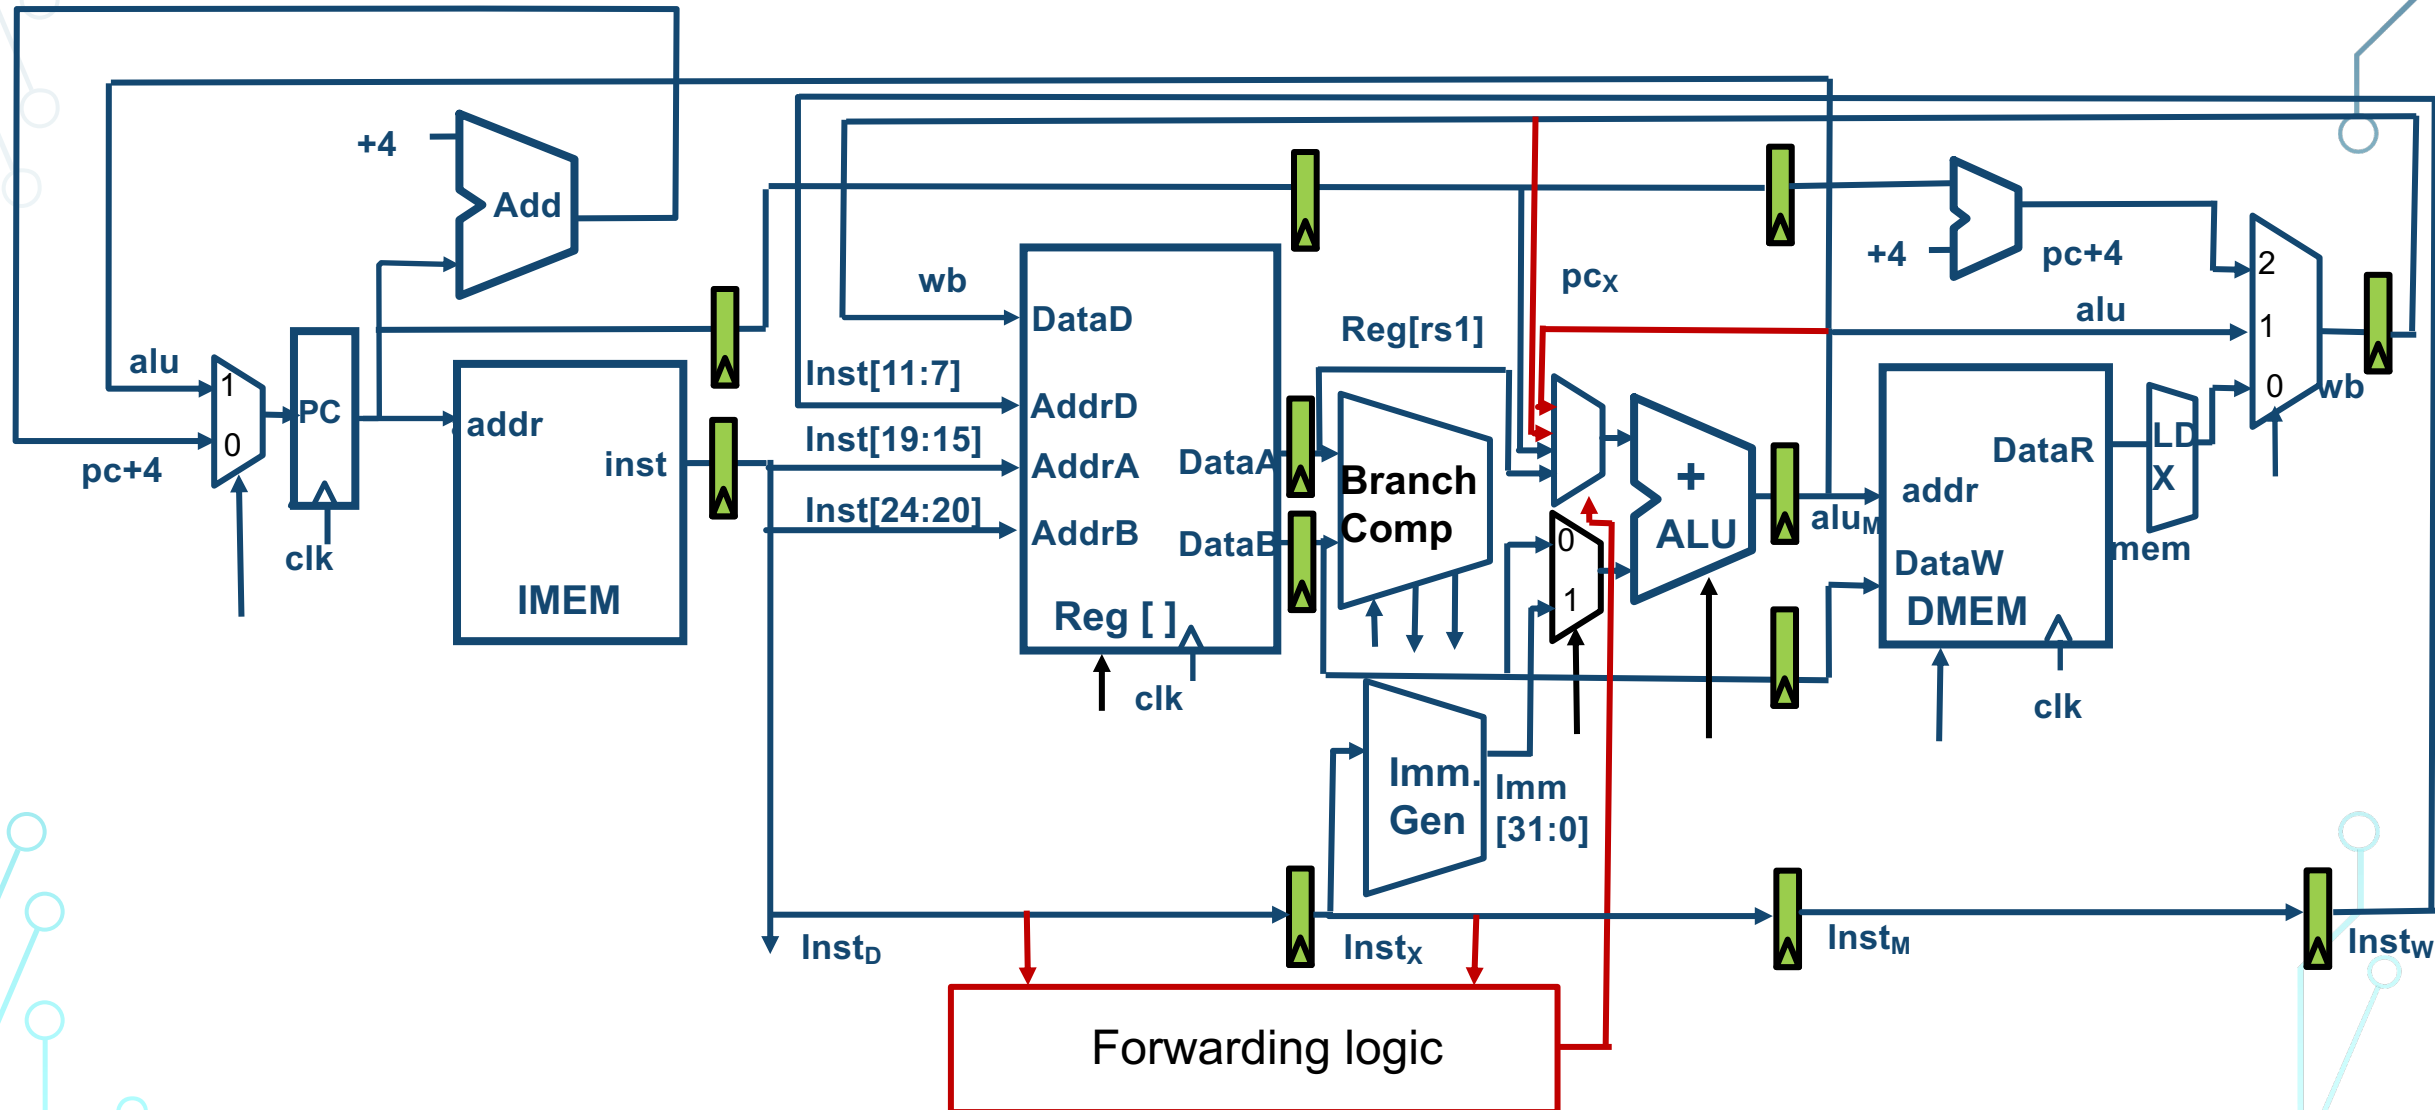 +4
Add
wb
DataD
Inst[11:7]
AddrD
Inst[19:15]
AddrA
Inst[24:20]
AddrB
DataA
DataB
Reg [ ]
clk
alu
1
0
pc+4
PC
clk
addr
inst
IMEM
Reg[rs1]
pcX
Branch
Comp
0
1
+
ALU
aluM
Imm.
Gen
Imm
[31:0]
+4
pc+4
alu
2
1
0
wb
DataR
LD
X
addr
mem
DataW
DMEM
clk
InstD
InstX
InstM
InstW
Forwarding logic